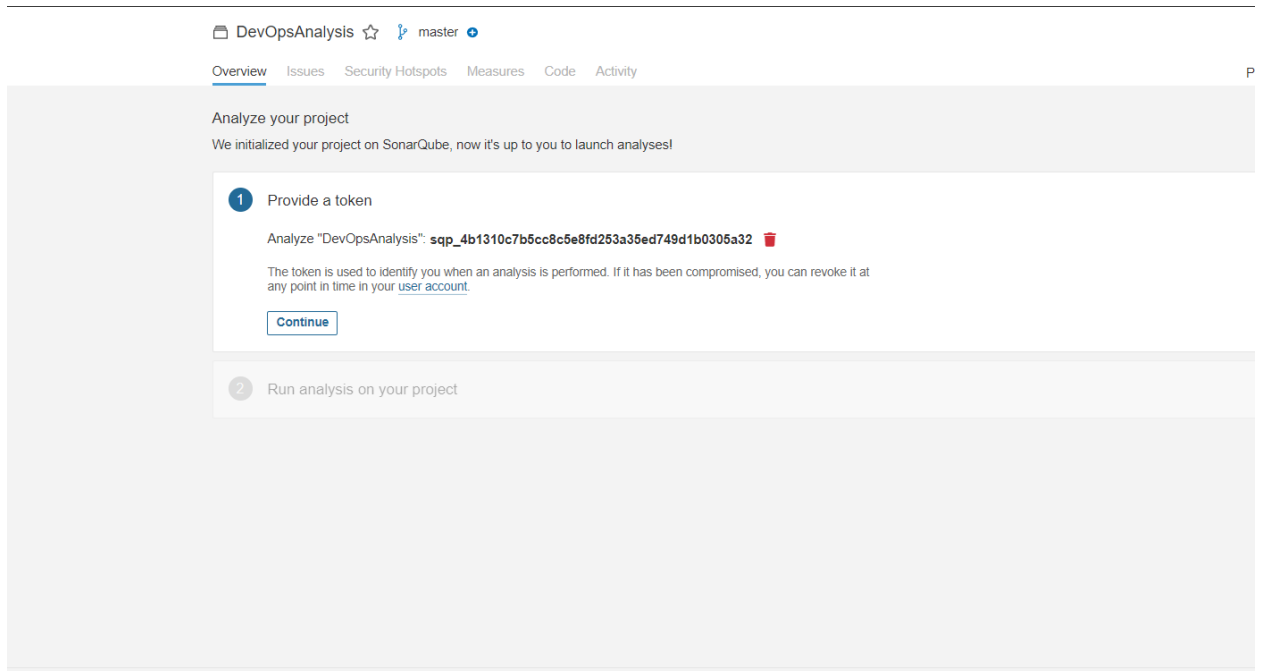 DevOpsAnalysis master
Overview Issues Security Hotspots Measures Code Activity P
Analyze your project
We initialized your project on SonarQube, now it's up to you to launch analyses!
1 Provide a token
Analyze "DevOpsAnalysis": sqp_4b1310c7b5cc8c5e8fd253a35ed749d1b0305a32
The token is used to identify you when an analysis is performed. If it has been compromised, you can revoke it at
any point in time in your user account.
Continue
2 Run analysis on your project